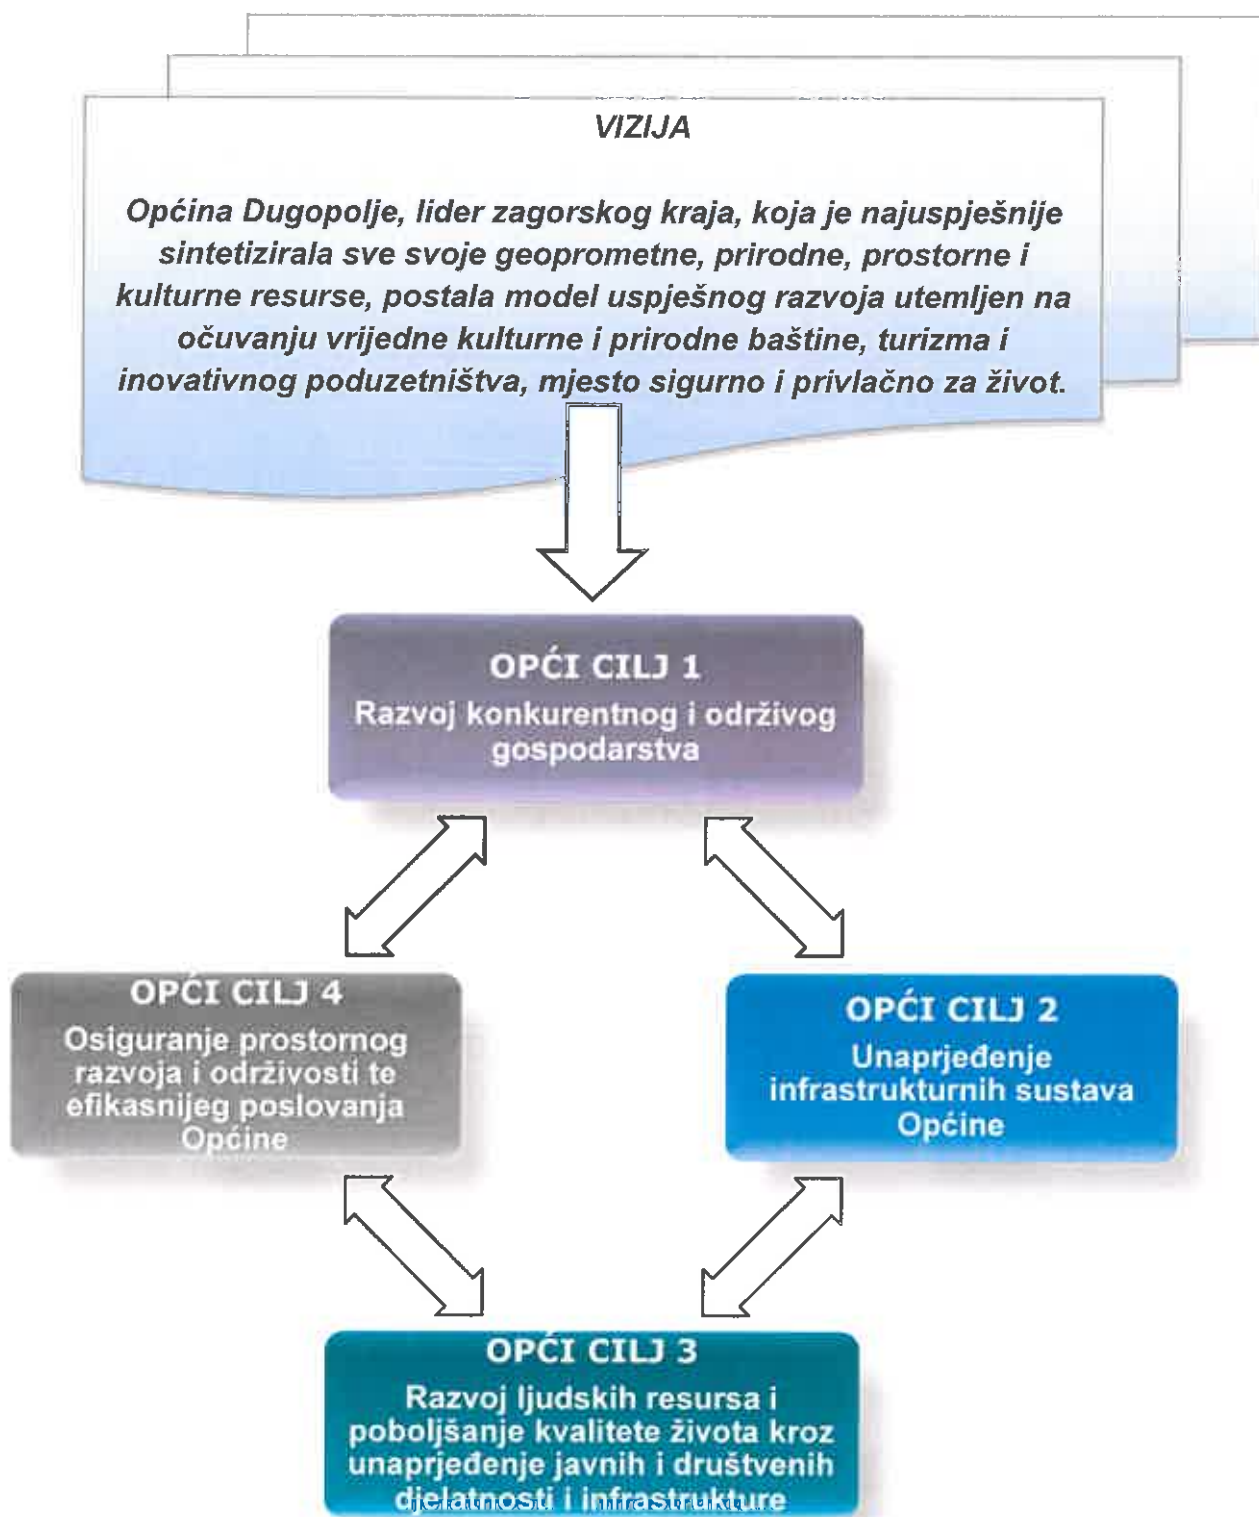 VIZIJA
Općina Dugopolje, lider zagorskog kraja, koja je najuspješnije
sintetizirala sve svoje geoprometne, prirodne, prostorne i
kulturne resurse, postala model uspješnog razvoja utemljen na
očuvanju vrijedne kulturne i prirodne baštine, turizma i
inovativnog poduzetništva, mjesto sigurno i privlačno za život.
OPĆI CILJ 1
Razvoj konkurentnog i održivog
gospodarstva
OPĆI CILJ 4
Osiguranje prostornog
razvoja i održivosti te
efikasnijeg poslovanja
Općine
OPĆI CILJ 2
Unaprjeđenje
infrastrukturnih sustava
Općine
OPĆI CILJ 3
Razvoj ljudskih resursa i
poboljšanje kvalitete života kroz
unaprjeđenje javnih i društvenih
djelatnosti i infrastrukture